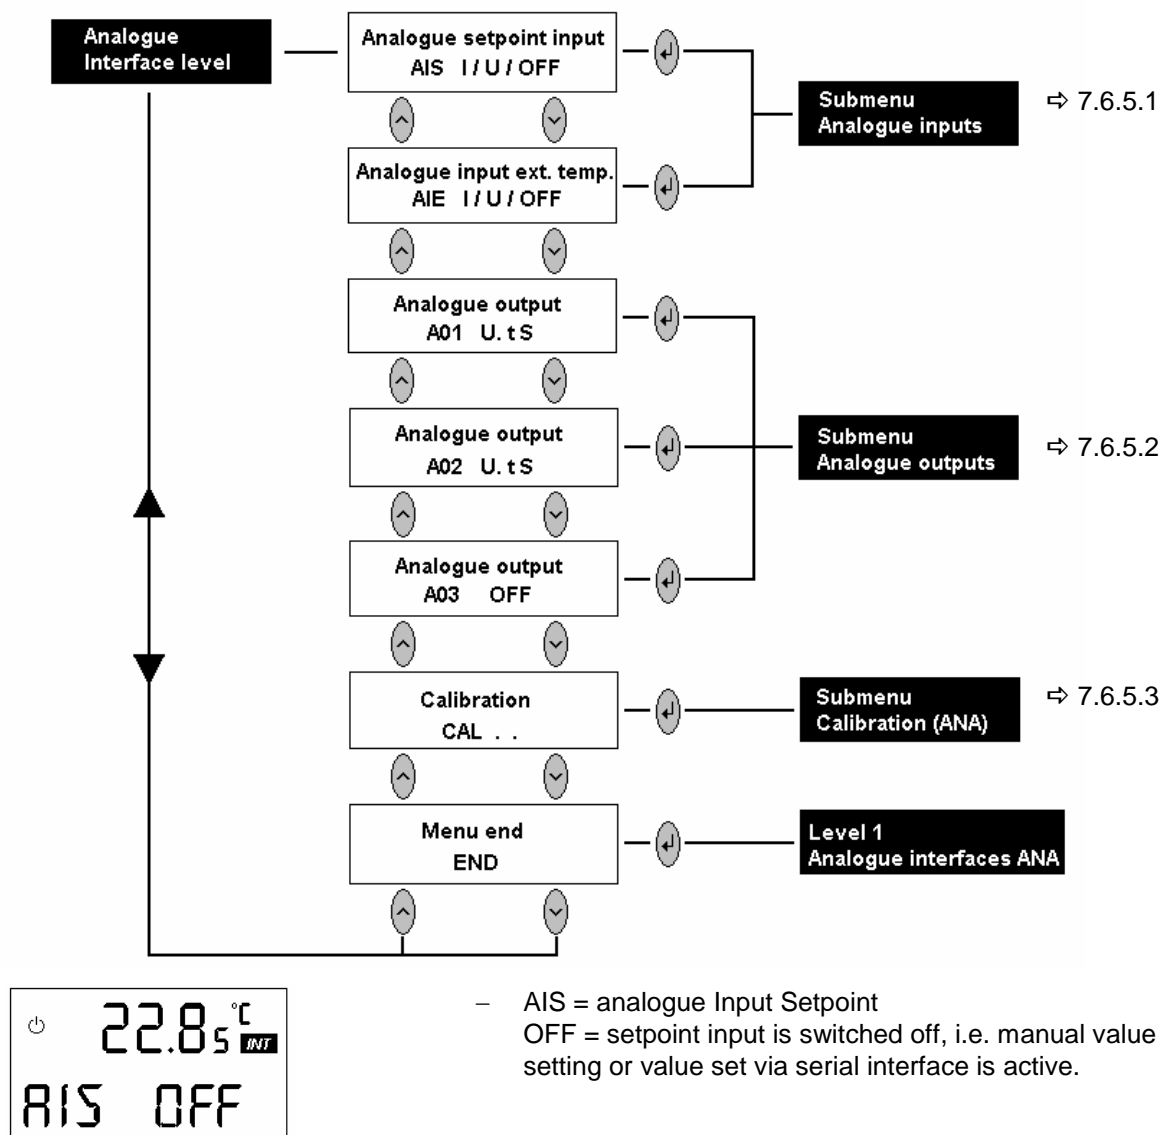 Analogue
Interface level
Analogue setpoint input
AIS I / U / OFF
Submenu
Analogue inputs
⇨ 7.6.5.1
Analogue input ext. temp.
AIE I / U / OFF
Analogue output
A01 U. t S
Analogue output
A02 U. t S
Submenu
Analogue outputs
⇨ 7.6.5.2
Analogue output
A03 OFF
Calibration
CAL . .
Submenu
Calibration (ANA)
⇨ 7.6.5.3
Menu end
END
Level 1
Analogue interfaces ANA
22.85 °C
INT
AIS OFF
– AIS = analogue Input Setpoint
OFF = setpoint input is switched off, i.e. manual value
setting or value set via serial interface is active.